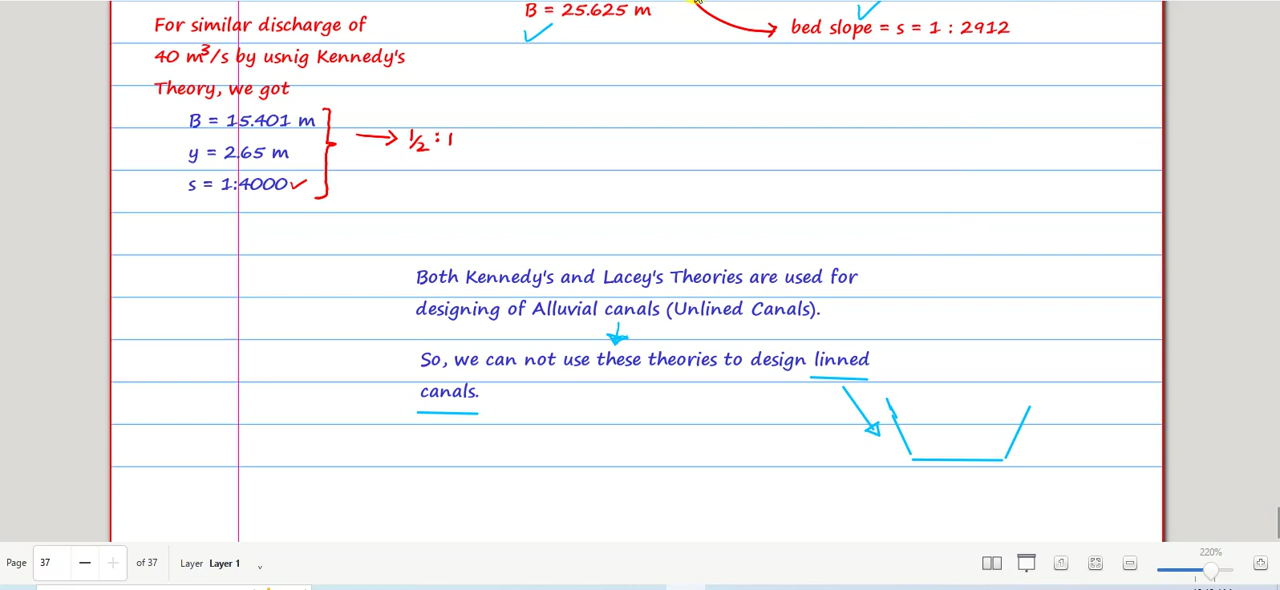 B = 25.625 m
For similar discharge of
bed slope = s = 1 : 2912
40 m³/s by usnig Kennedy's
Theory, we got
B = 15.401 m
y = 2.65 m
s = 1:4000
½ : 1
Both Kennedy's and Lacey's Theories are used for
designing of Alluvial canals (Unlined Canals).
So, we can not use these theories to design linned
canals.
Page 37 of 37 Layer Layer 1
220%